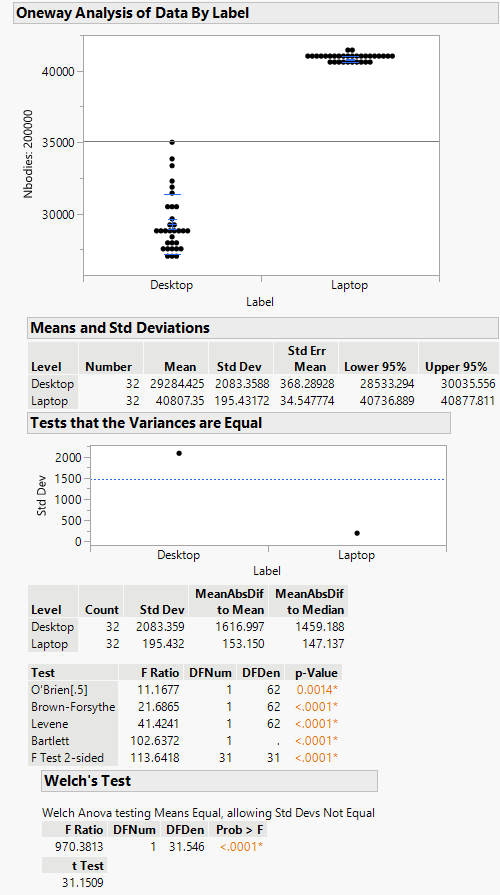 Oneway Analysis of Data By Label
Nbodies: 200000
40000
35000
30000
Desktop Laptop
Label
Means and Std Deviations
Level Number Mean Std Dev Std Err Mean Lower 95% Upper 95%
Desktop 32 29284.425 2083.3588 368.28928 28533.294 30035.556
Laptop 32 40807.35 195.43172 34.547774 40736.889 40877.811
Tests that the Variances are Equal
Std Dev
2000
1500
1000
500
0
Desktop Laptop
Label
Level Count Std Dev MeanAbsDif to Mean MeanAbsDif to Median
Desktop 32 2083.359 1616.997 1459.188
Laptop 32 195.432 153.150 147.137
Test F Ratio DFNum DFDen p-Value
O'Brien[.5] 11.1677 1 62 0.0014*
Brown-Forsythe 21.6865 1 62 <.0001*
Levene 41.4241 1 62 <.0001*
Bartlett 102.6372 1 . <.0001*
F Test 2-sided 113.6418 31 31 <.0001*
Welch's Test
Welch Anova testing Means Equal, allowing Std Devs Not Equal
F Ratio DFNum DFDen Prob > F
970.3813 1 31.546 <.0001*
t Test
31.1509